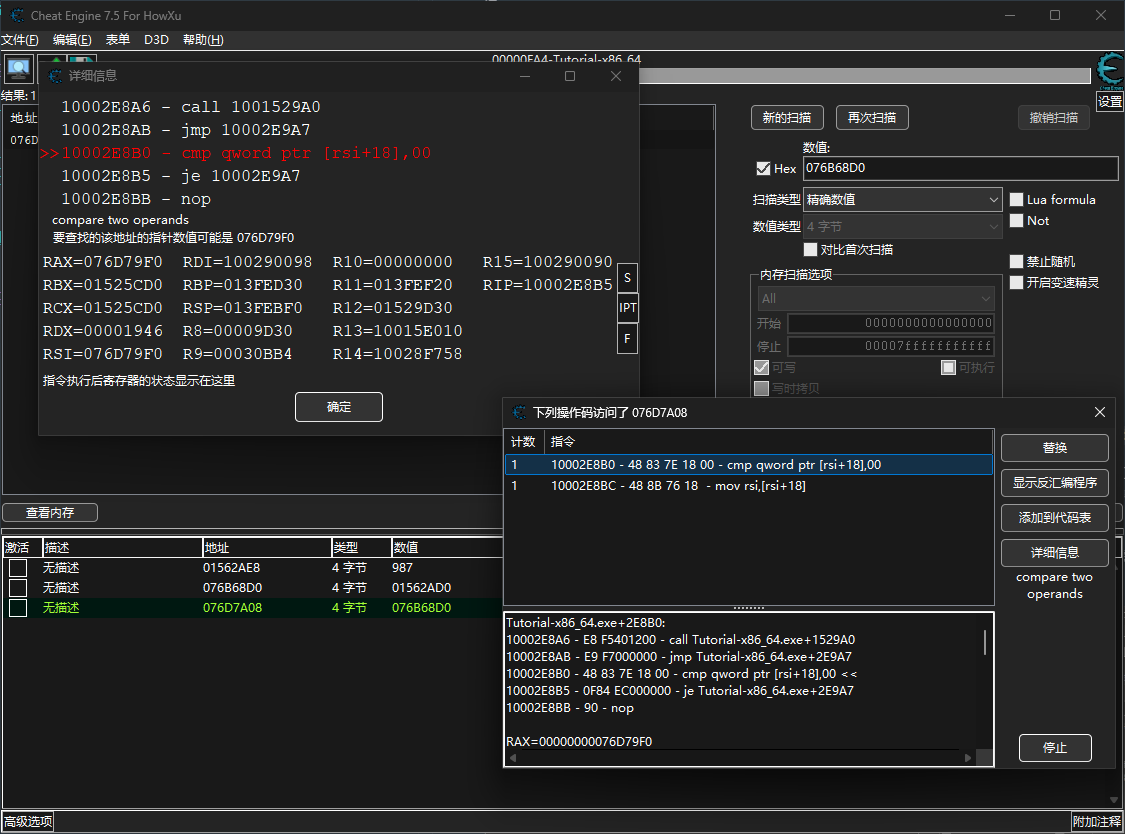 Cheat Engine 7.5 For HowXu
文件(F) 编辑(E) 表单 D3D 帮助(H)
00000FA4-Tutorial-x86_64
详细信息
结果:1
设置
地址
076D
10002E8A6 - call 1001529A0
10002E8AB - jmp 10002E9A7
>>10002E8B0 - cmp qword ptr [rsi+18],00
10002E8B5 - je 10002E9A7
10002E8BB - nop
compare two operands
要查找的该地址的指针数值可能是 076D79F0
RAX=076D79F0 RDI=100290098 R10=00000000 R15=100290090
RBX=01525CD0 RBP=013FED30 R11=013FEF20 RIP=10002E8B5
RCX=01525CD0 RSP=013FEBF0 R12=01529D30
RDX=00001946 R8=00009D30 R13=10015E010
RSI=076D79F0 R9=00030BB4 R14=10028F758
S
IPT
F
指令执行后寄存器的状态显示在这里
确定
新的扫描 再次扫描 撤销扫描
数值:
Hex 076B68D0
扫描类型 精确数值 Lua formula
数值类型 4 字节 Not
对比首次扫描
内存扫描选项 禁止随机
All 开启变速精灵
开始 0000000000000000
停止 00007fffffffffff
可写 可执行
写时拷贝
查看内存
激活 描述 地址 类型 数值
无描述 01562AE8 4 字节 987
无描述 076B68D0 4 字节 01562AD0
无描述 076D7A08 4 字节 076B68D0
下列操作码访问了 076D7A08
计数 指令
1 10002E8B0 - 48 83 7E 18 00 - cmp qword ptr [rsi+18],00
1 10002E8BC - 48 8B 76 18 - mov rsi,[rsi+18]
替换
显示反汇编程序
添加到代码表
详细信息
compare two
operands
Tutorial-x86_64.exe+2E8B0:
10002E8A6 - E8 F5401200 - call Tutorial-x86_64.exe+1529A0
10002E8AB - E9 F7000000 - jmp Tutorial-x86_64.exe+2E9A7
10002E8B0 - 48 83 7E 18 00 - cmp qword ptr [rsi+18],00 <<
10002E8B5 - 0F84 EC000000 - je Tutorial-x86_64.exe+2E9A7
10002E8BB - 90 - nop
RAX=00000000076D79F0
停止
高级选项 附加注释